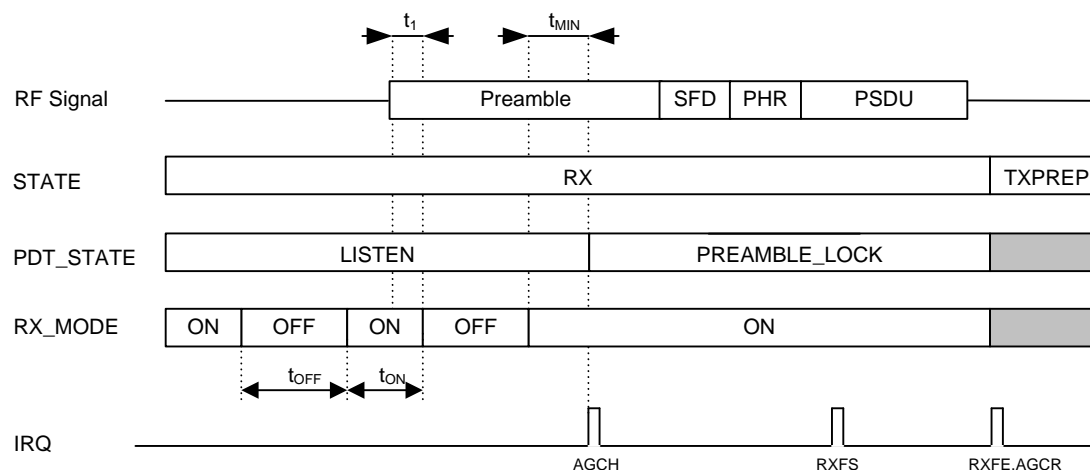 t1 tMIN
RF Signal Preamble SFD PHR PSDU
STATE RX TXPREP
PDT_STATE LISTEN PREAMBLE_LOCK
RX_MODE ON OFF ON OFF ON
tOFF tON
IRQ
AGCH RXFS RXFE,AGCR